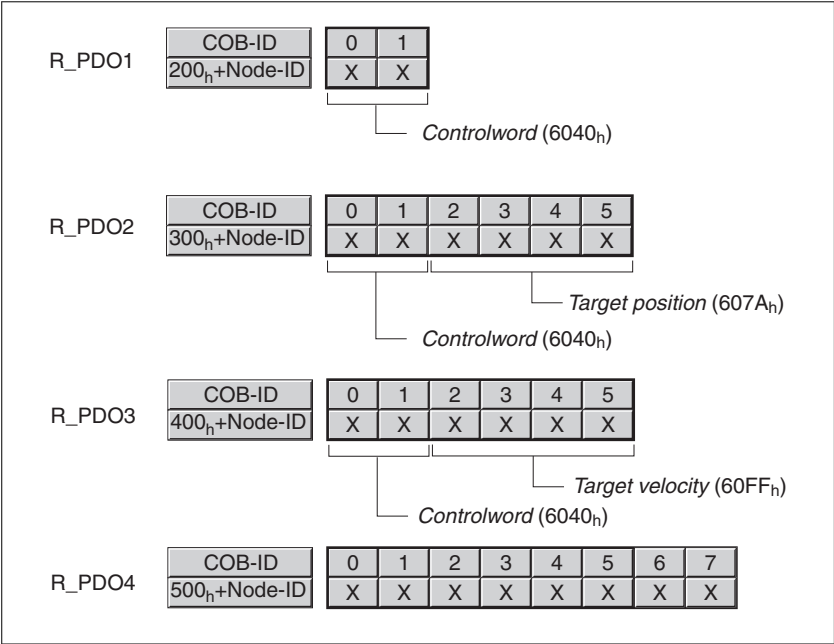 R_PDO1
COB-ID 0 1
200h+Node-ID X X
Controlword (6040h)
R_PDO2
COB-ID 0 1 2 3 4 5
300h+Node-ID X X X X X X
Target position (607Ah)
Controlword (6040h)
R_PDO3
COB-ID 0 1 2 3 4 5
400h+Node-ID X X X X X X
Target velocity (60FFh)
Controlword (6040h)
R_PDO4
COB-ID 0 1 2 3 4 5 6 7
500h+Node-ID X X X X X X X X